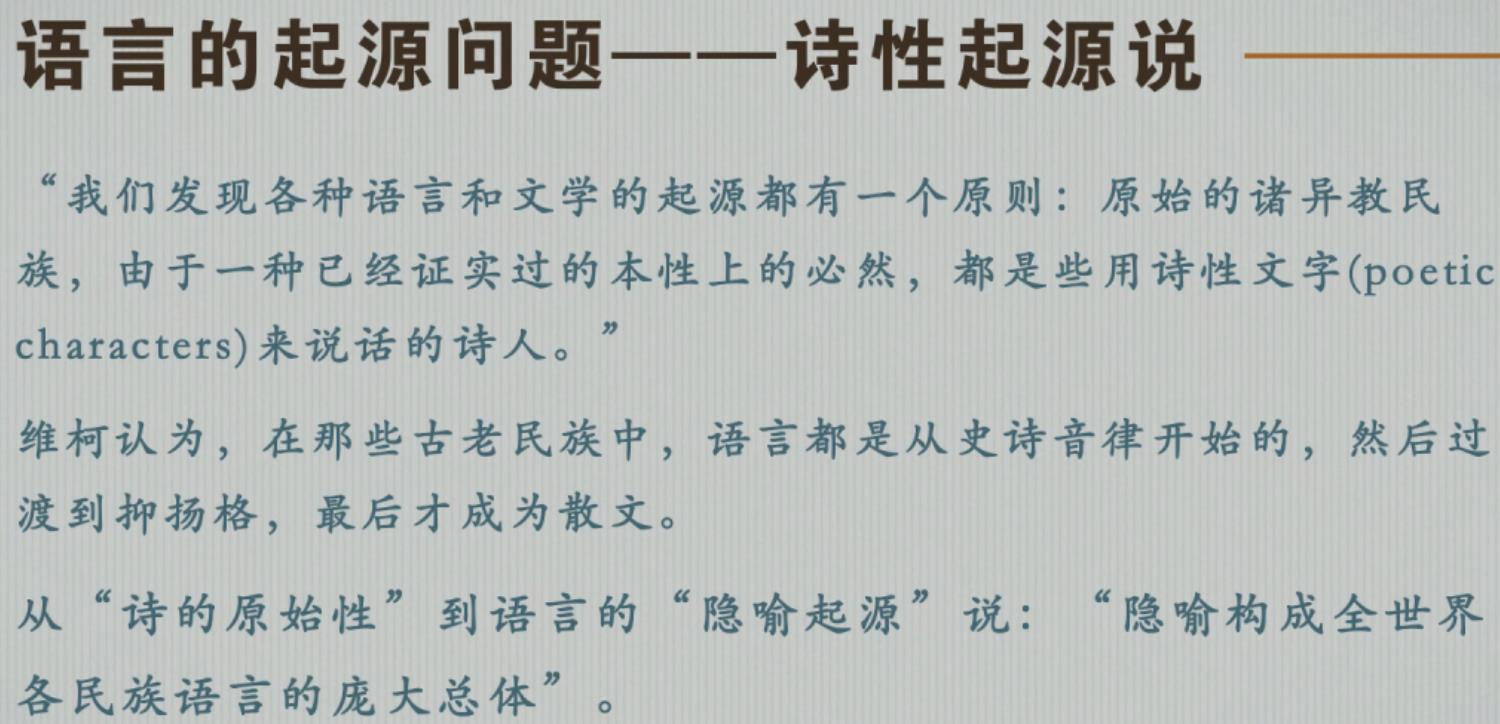 语言的起源问题——诗性起源说
“我们发现各种语言和文学的起源都有一个原则：原始的诸异教民
族，由于一种已经证实过的本性上的必然，都是些用诗性文字(poetic
characters)来说话的诗人。”
维柯认为，在那些古老民族中，语言都是从史诗音律开始的，然后过
渡到抑扬格，最后才成为散文。
从“诗的原始性”到语言的“隐喻起源”说：“隐喻构成全世界
各民族语言的庞大总体”。